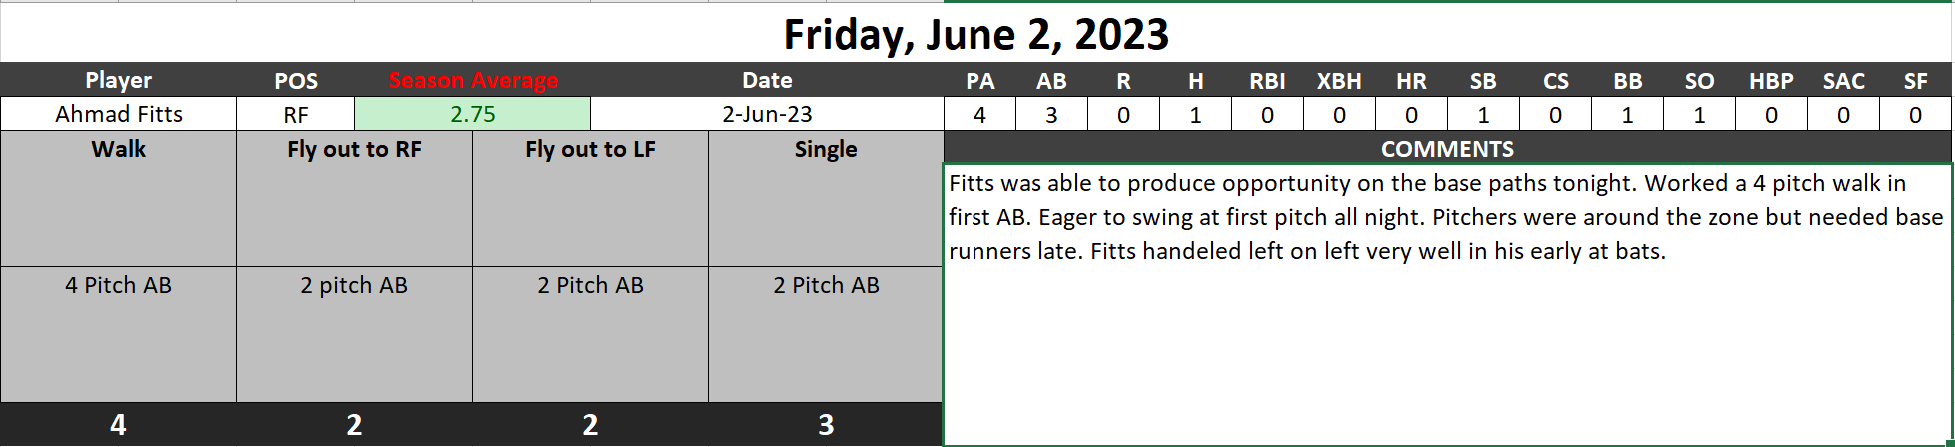 Friday, June 2, 2023
Player POS Season Average Date PA AB R H RBI XBH HR SB CS BB SO HBP SAC SF
Ahmad Fitts RF 2.75 2-Jun-23 4 3 0 1 0 0 0 1 0 1 1 0 0 0
Walk Fly out to RF Fly out to LF Single COMMENTS
Fitts was able to produce opportunity on the base paths tonight. Worked a 4 pitch walk in
first AB. Eager to swing at first pitch all night. Pitchers were around the zone but needed base
runners late. Fitts handeled left on left very well in his early at bats.
4 Pitch AB 2 pitch AB 2 Pitch AB 2 Pitch AB
4 2 2 3